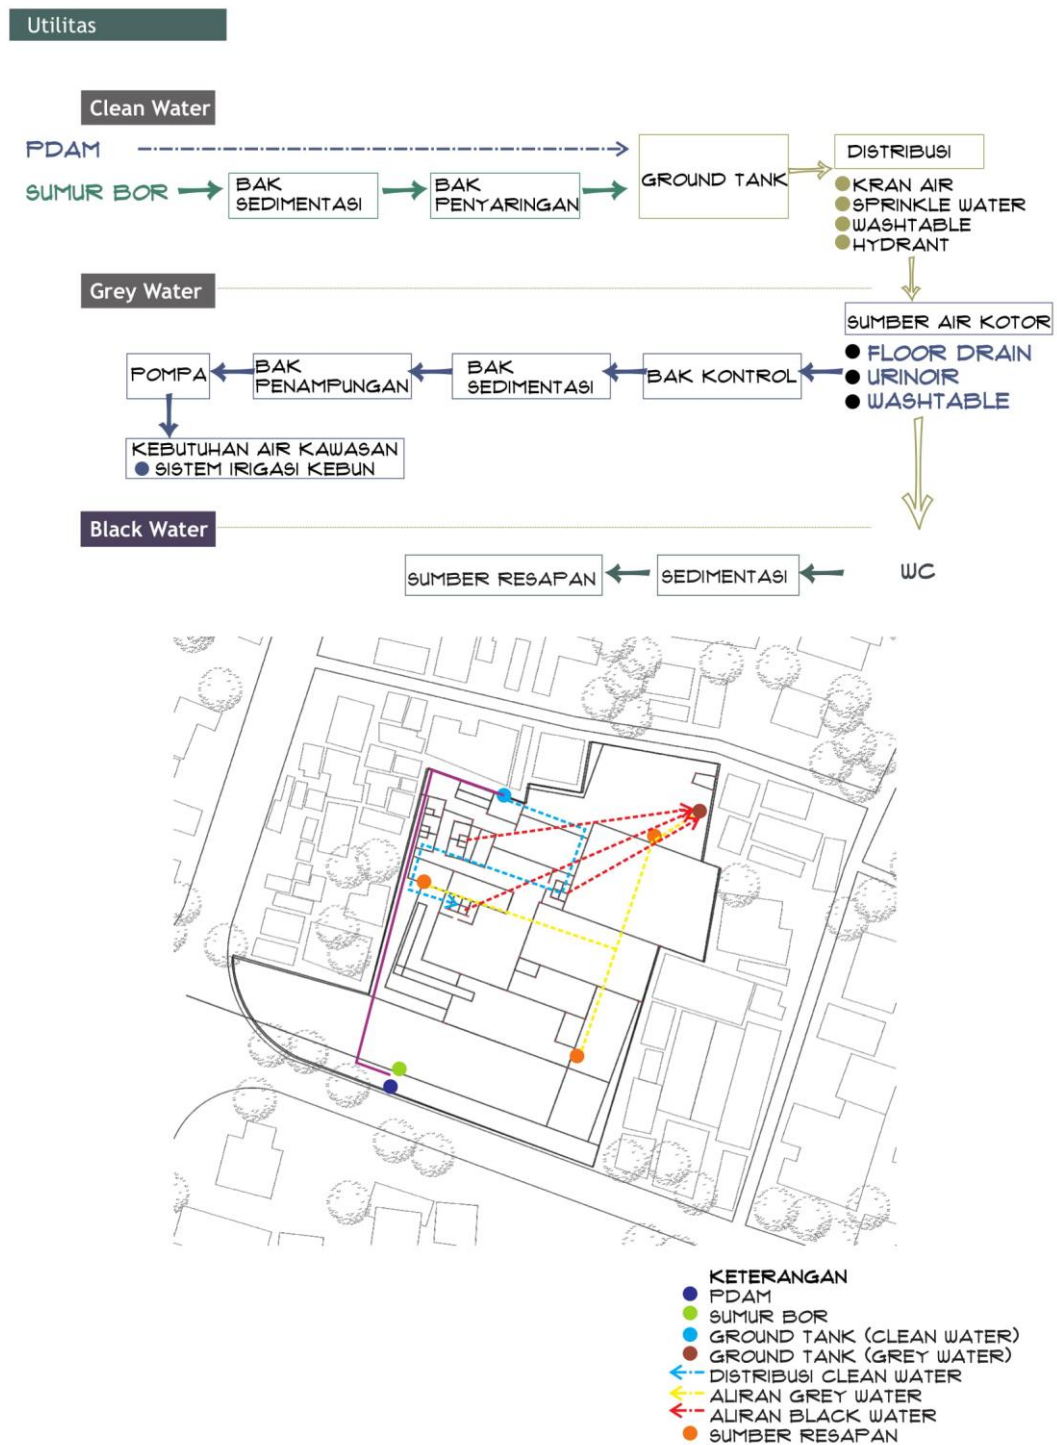 Utilitas
Clean Water
PDAM
SUMUR BOR
BAK
SEDIMENTASI
BAK
PENYARINGAN
GROUND TANK
DISTRIBUSI
KRAN AIR
SPRINKLE WATER
WASHTABLE
HYDRANT
Grey Water
SUMBER AIR KOTOR
FLOOR DRAIN
URINOIR
WASHTABLE
BAK KONTROL
BAK
SEDIMENTASI
BAK
PENAMPUNGAN
POMPA
KEBUTUHAN AIR KAWASAN
SISTEM IRIGASI KEBUN
Black Water
WC
SEDIMENTASI
SUMBER RESAPAN
KETERANGAN
PDAM
SUMUR BOR
GROUND TANK (CLEAN WATER)
GROUND TANK (GREY WATER)
DISTRIBUSI CLEAN WATER
ALIRAN GREY WATER
ALIRAN BLACK WATER
SUMBER RESAPAN